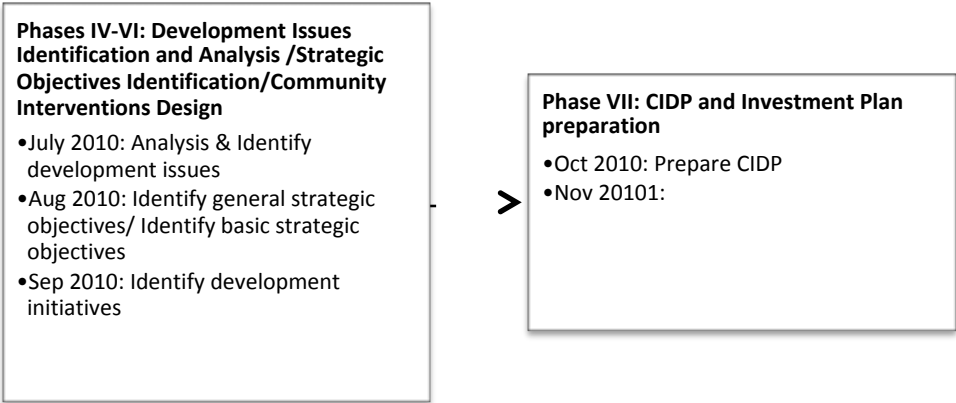 Phases IV-VI: Development Issues
Identification and Analysis /Strategic
Objectives Identification/Community
Interventions Design
•July 2010: Analysis & Identify
development issues
•Aug 2010: Identify general strategic
objectives/ Identify basic strategic
objectives
•Sep 2010: Identify development
initiatives
Phase VII: CIDP and Investment Plan
preparation
•Oct 2010: Prepare CIDP
•Nov 20101: